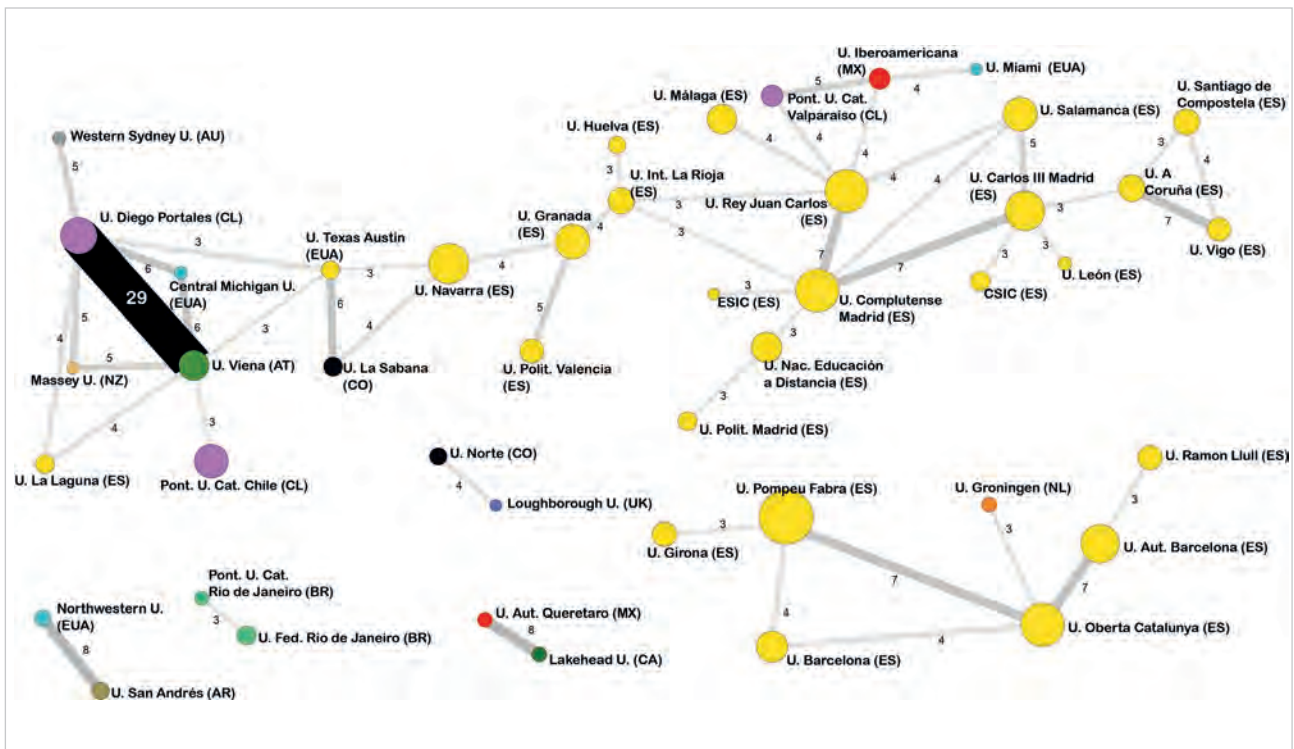 U. Iberoamericana
(MX)
U. Miami (EUA)
5
4
U. Málaga (ES)
Pont. U. Cat.
Valparaiso (CL)
U. Salamanca (ES)
U. Santiago de
Compostela (ES)
Western Sydney U. (AU)
U. Huelva (ES)
4
4
4
4
5
3
4
5
3
U. Int. La Rioja
(ES)
U. Rey Juan Carlos
(ES)
4
U. Carlos III Madrid
(ES)
U. A
Coruña (ES)
U. Diego Portales (CL)
U. Granada
(ES)
4
3
3
7
U. Texas Austin
(EUA)
3
3
4
3
7
7
3
3
U. Vigo (ES)
6
Central Michigan U.
(EUA)
U. Navarra (ES)
ESIC (ES)
3
U. Complutense
Madrid (ES)
CSIC (ES)
U. León (ES)
29
6
5
3
6
4
5
3
4
5
Massey U. (NZ)
U. Viena (AT)
U. La Sabana
(CO)
U. Polit. Valencia
(ES)
U. Nac. Educación
a Distancia (ES)
3
4
3
U. Polit. Madrid (ES)
U. La Laguna (ES)
Pont. U. Cat. Chile (CL)
U. Norte (CO)
4
Loughborough U. (UK)
U. Pompeu Fabra (ES)
U. Groningen (NL)
U. Ramon Llull (ES)
3
3
3
U. Girona (ES)
U. Aut. Barcelona (ES)
7
7
4
4
U. Oberta Catalunya (ES)
U. Barcelona (ES)
Pont. U. Cat.
Rio de Janeiro (BR)
3
U. Fed. Rio de Janeiro (BR)
Northwestern U.
(EUA)
8
U. San Andrés (AR)
U. Aut. Queretaro (MX)
8
Lakehead U. (CA)